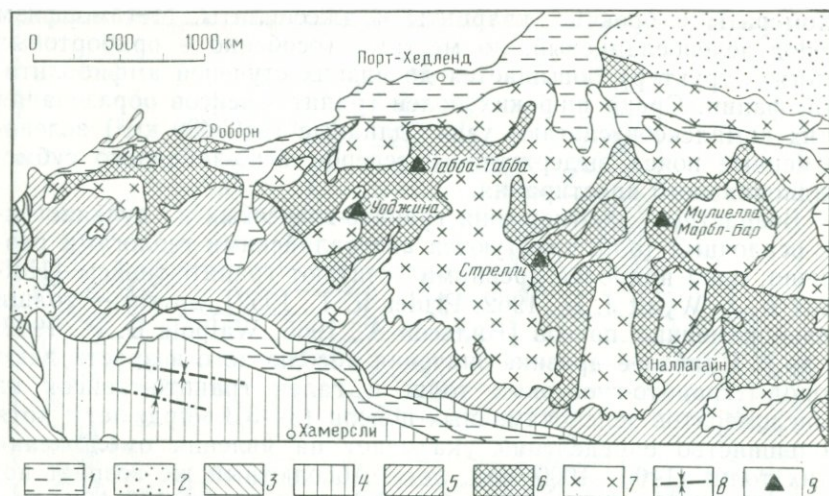 0 500 1000 км
Порт-Хедленд
Роборн
Табба-Табба
Уоджина
Мулиелла
Марбл-Бар
Стрелли
Наллагайн
Хамерсли
1 2 3 4 5 6 7 8 9